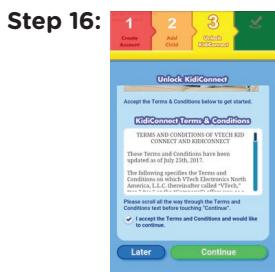 Step 16:
1 2 3
Create Account
Add Child
Unlock KidiConnect
Unlock KidiConnect
Accept the Terms & Conditions below to get started.
KidiConnect Terms & Conditions
TERMS AND CONDITIONS OF VTECH KID
CONNECT AND KIDICONNECT
These Terms and Conditions have been
updated as of July 25th, 2017.
The following specifies the Terms and
Conditions on which VTech Electronics North
America, L.L.C. (hereinafter called "VTech,"
Please scroll all the way through the Terms and
Conditions text before touching "Continue".
I accept the Terms and Conditions and would like
to continue.
Later
Continue